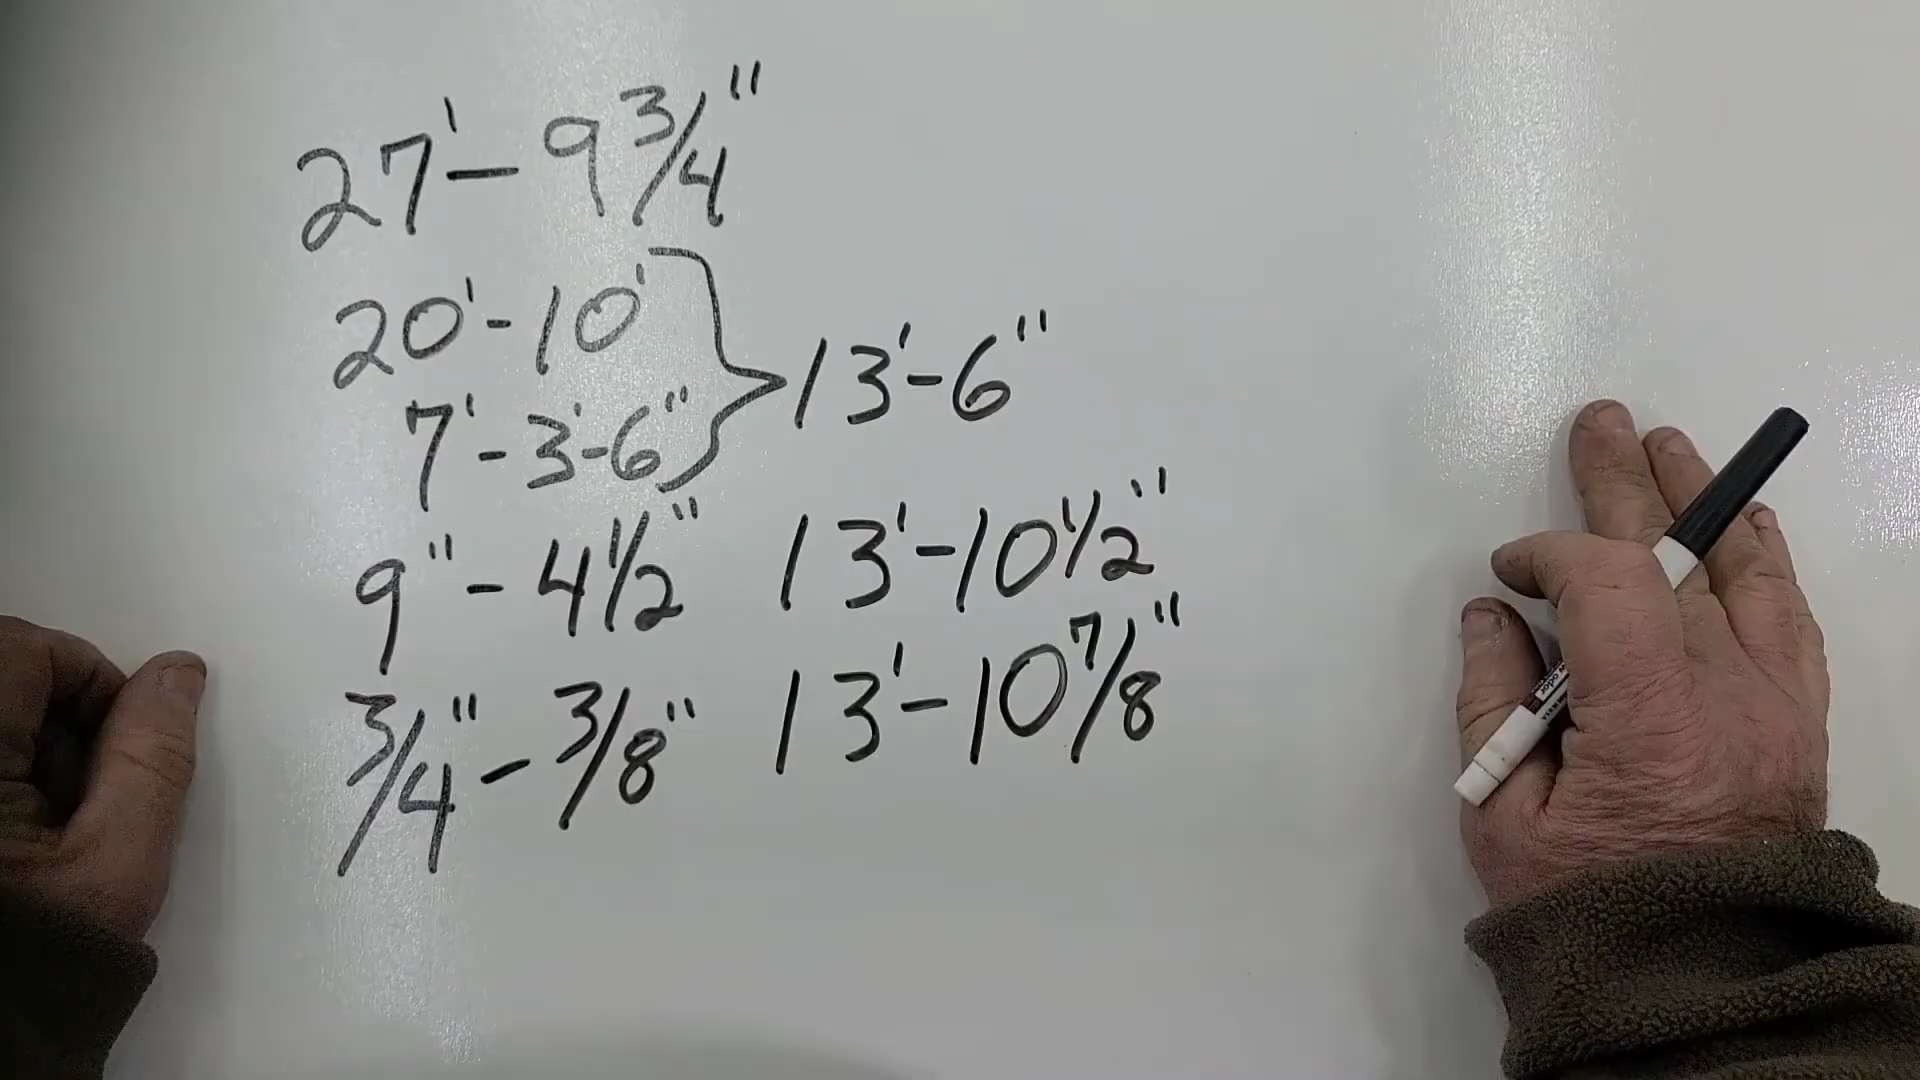 27'-9 3/4"
20'-10'
7'-3'-6"
13'-6"
9"-4 1/2" 13'-10 1/2"
3/4"-3/8" 13'-10 7/8"